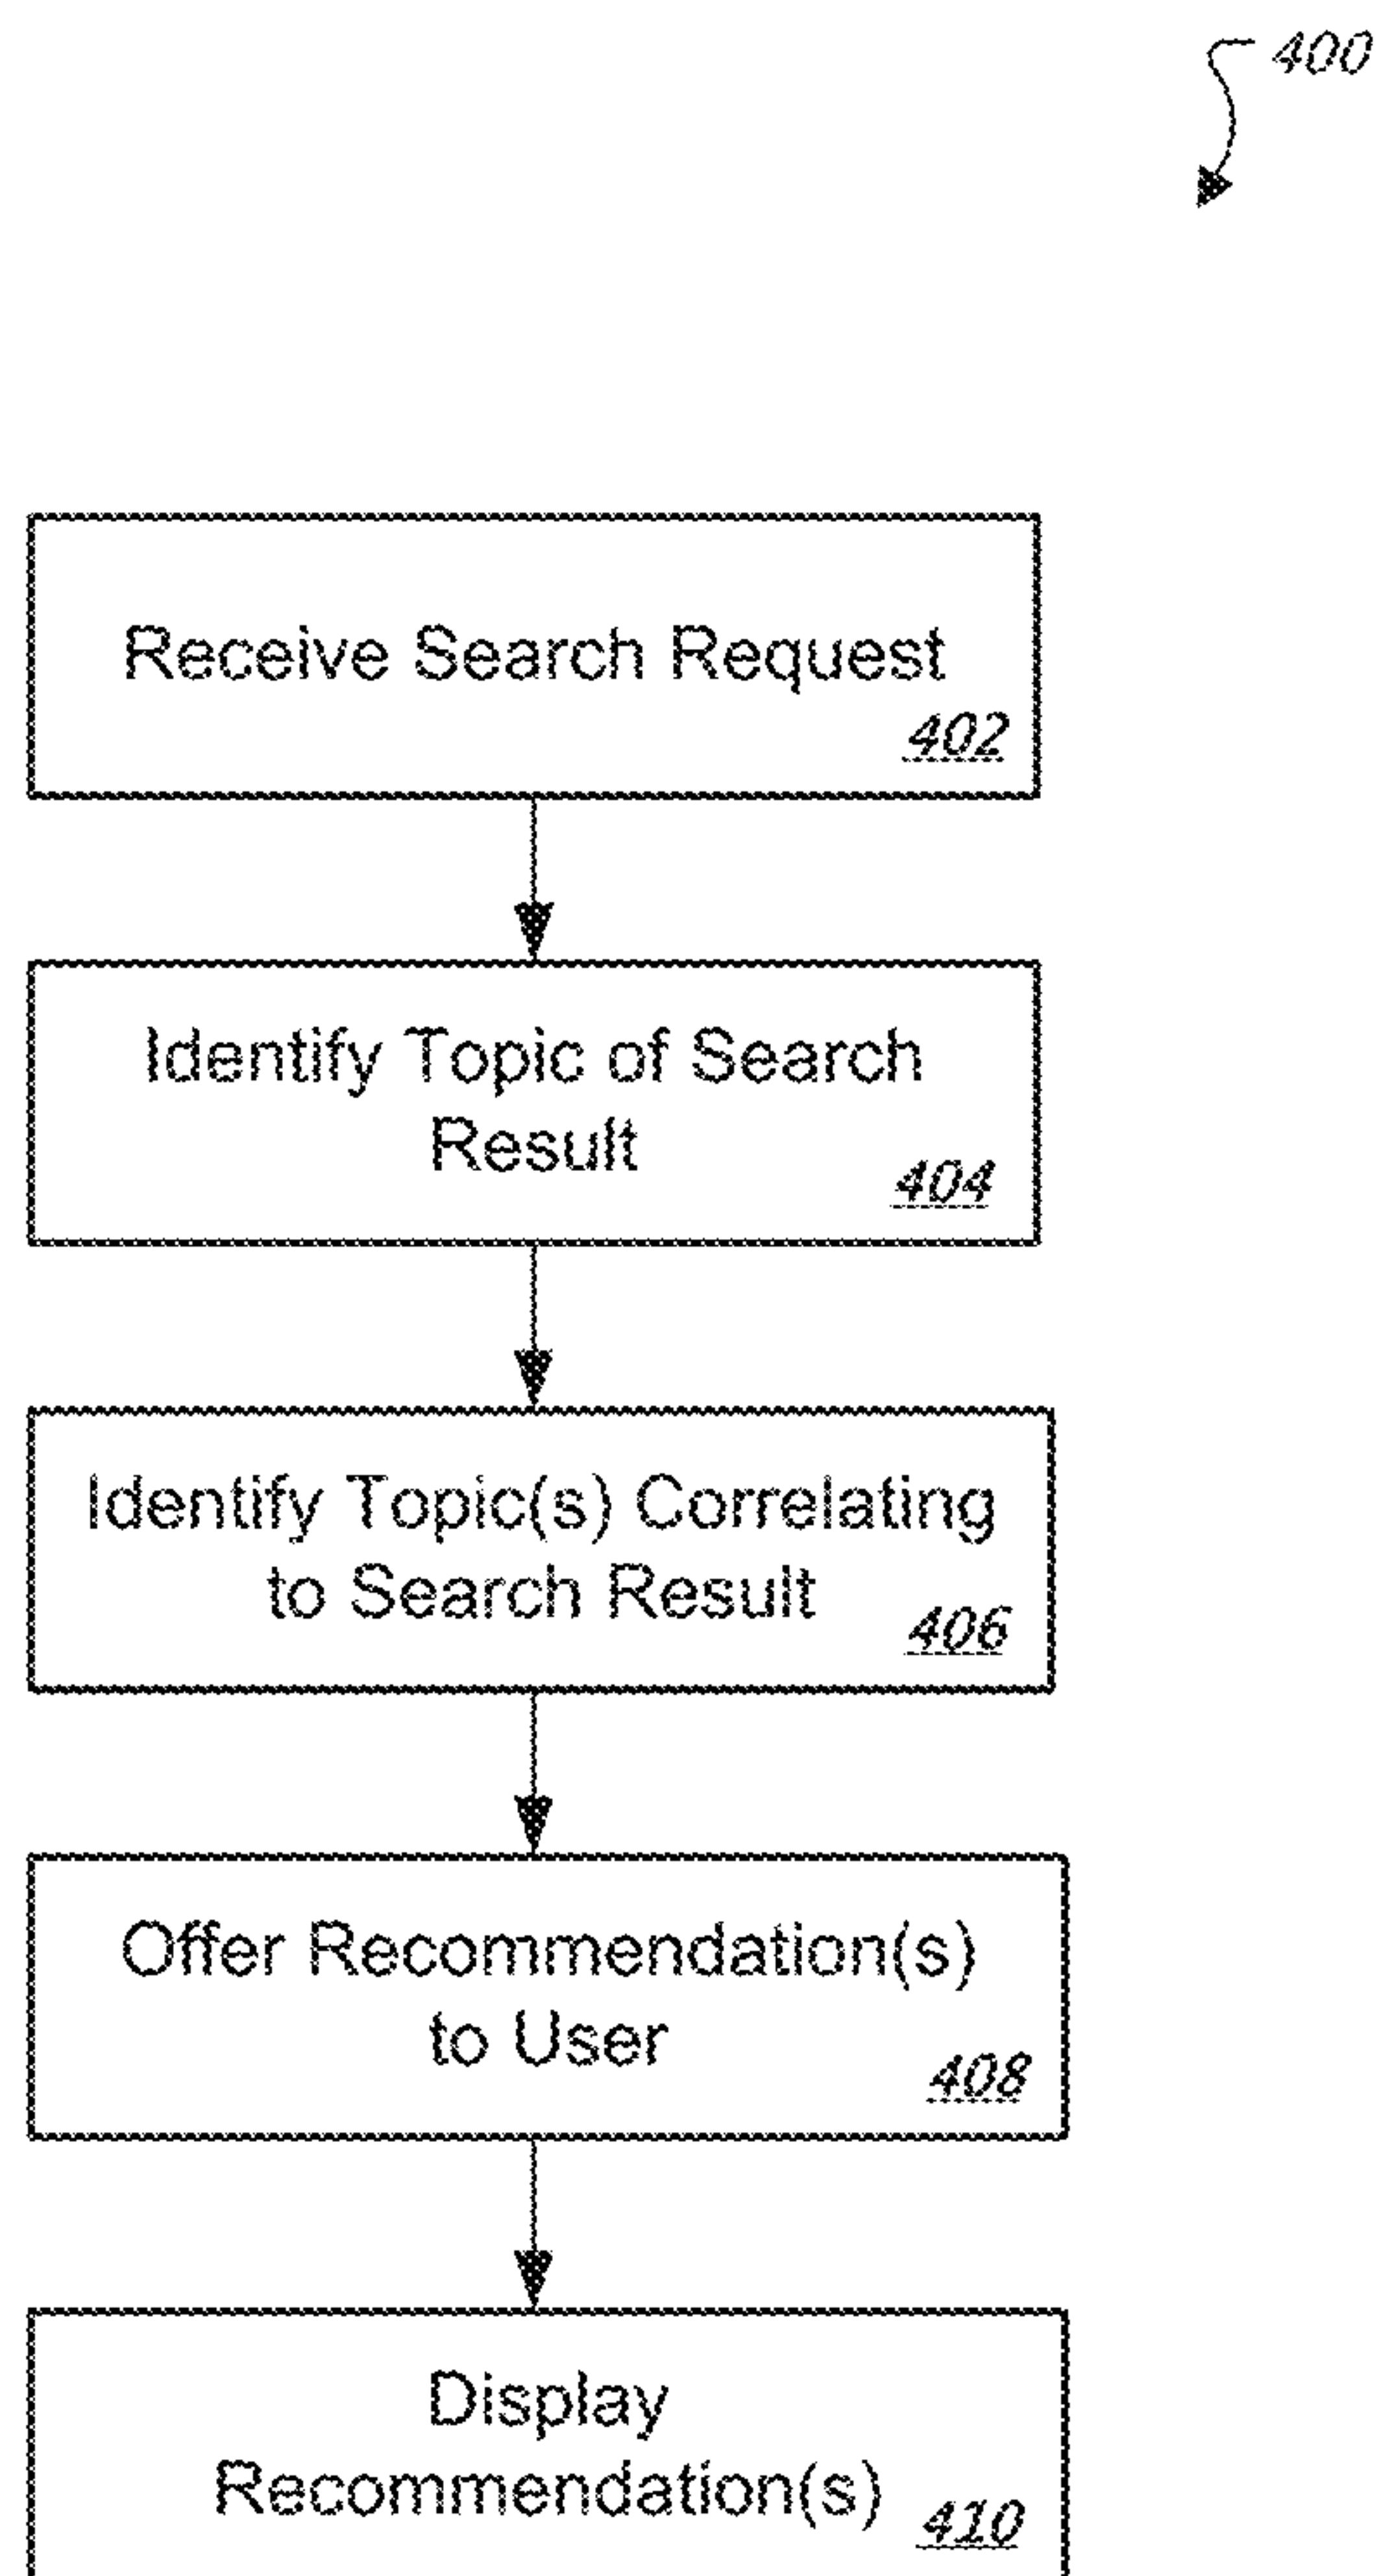 400
Receive Search Request
402
Identify Topic of Search
Result
404
Identify Topic(s) Correlating
to Search Result
406
Offer Recommendation(s)
to User
408
Display
Recommendation(s)
410